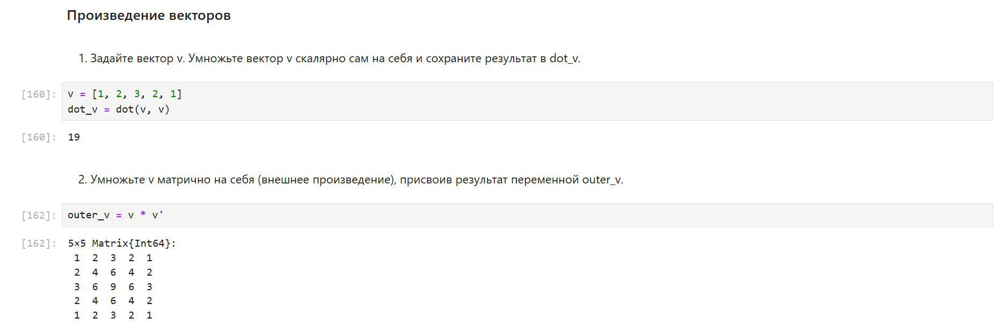 Произведение векторов
1. Задайте вектор v. Умножьте вектор v скалярно сам на себя и сохраните результат в dot_v.
[160]: v = [1, 2, 3, 2, 1]
dot_v = dot(v, v)
[160]: 19
2. Умножьте v матрично на себя (внешнее произведение), присвоив результат переменной outer_v.
[162]: outer_v = v * v'
[162]: 5×5 Matrix{Int64}:
1 2 3 2 1
2 4 6 4 2
3 6 9 6 3
2 4 6 4 2
1 2 3 2 1